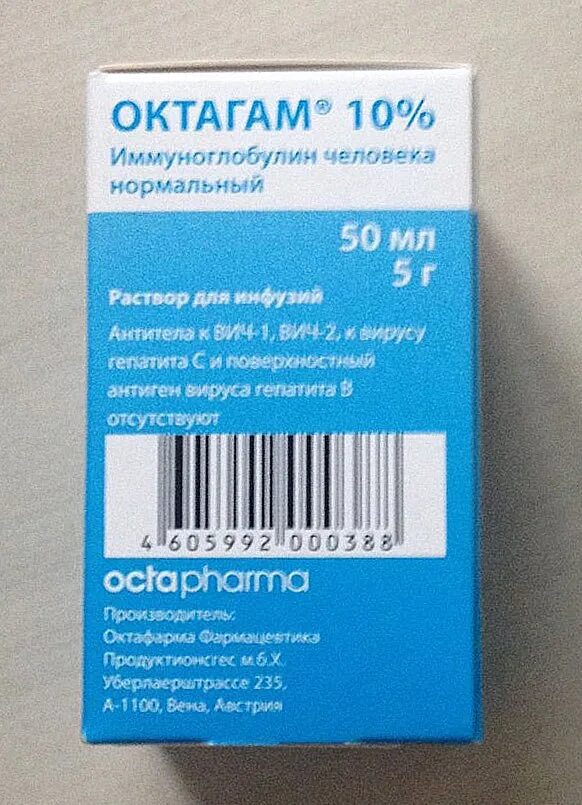 ОКТАГАМ® 10%
Иммуноглобулин человека
нормальный
50 мл
5 г
Раствор для инфузий
Антитела к ВИЧ-1, ВИЧ-2, к вирусу
гепатита С и поверхностный
антиген вируса гепатита В
отсутствуют
4 605992 000388
octapharma
Производитель:
Октафарма Фармацевтика
Продуктионсгес м.б.Х.
Уберлаерштрассе 235,
А-1100, Вена, Австрия